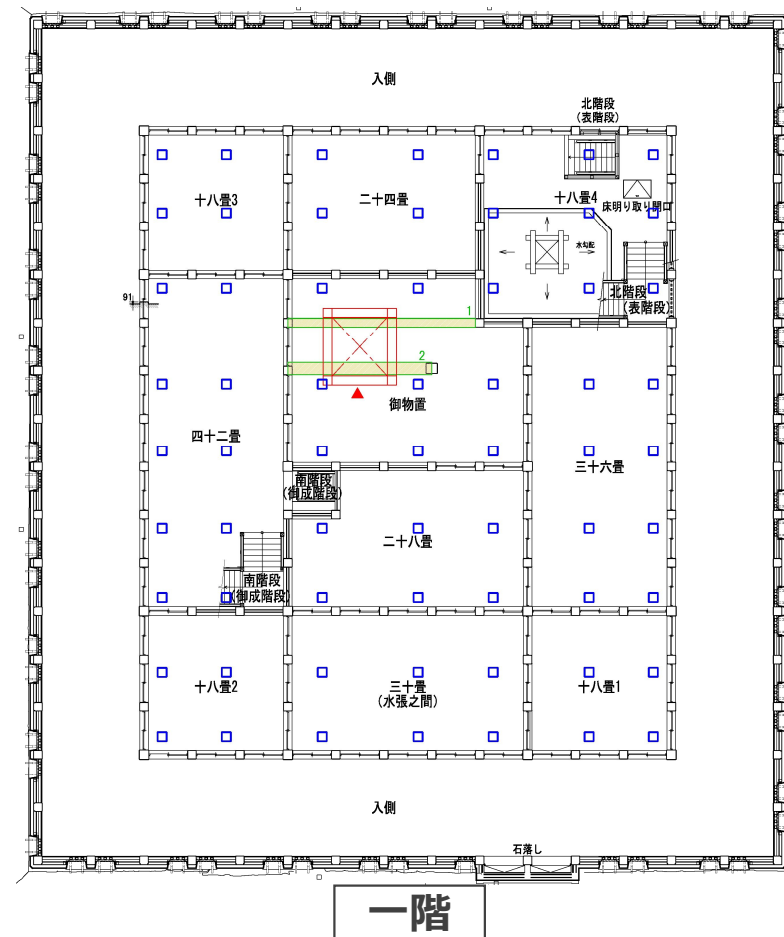 入側
北階段
(表階段)
十八畳3
二十四畳
十八畳4
床明り取り開口
水勾配
北階段
(表階段)
91
1
2
御物置
四十二畳
三十六畳
南階段
(御成階段)
二十八畳
南階段
(御成階段)
十八畳2
三十畳
(水張之間)
十八畳1
入側
石落し
一階